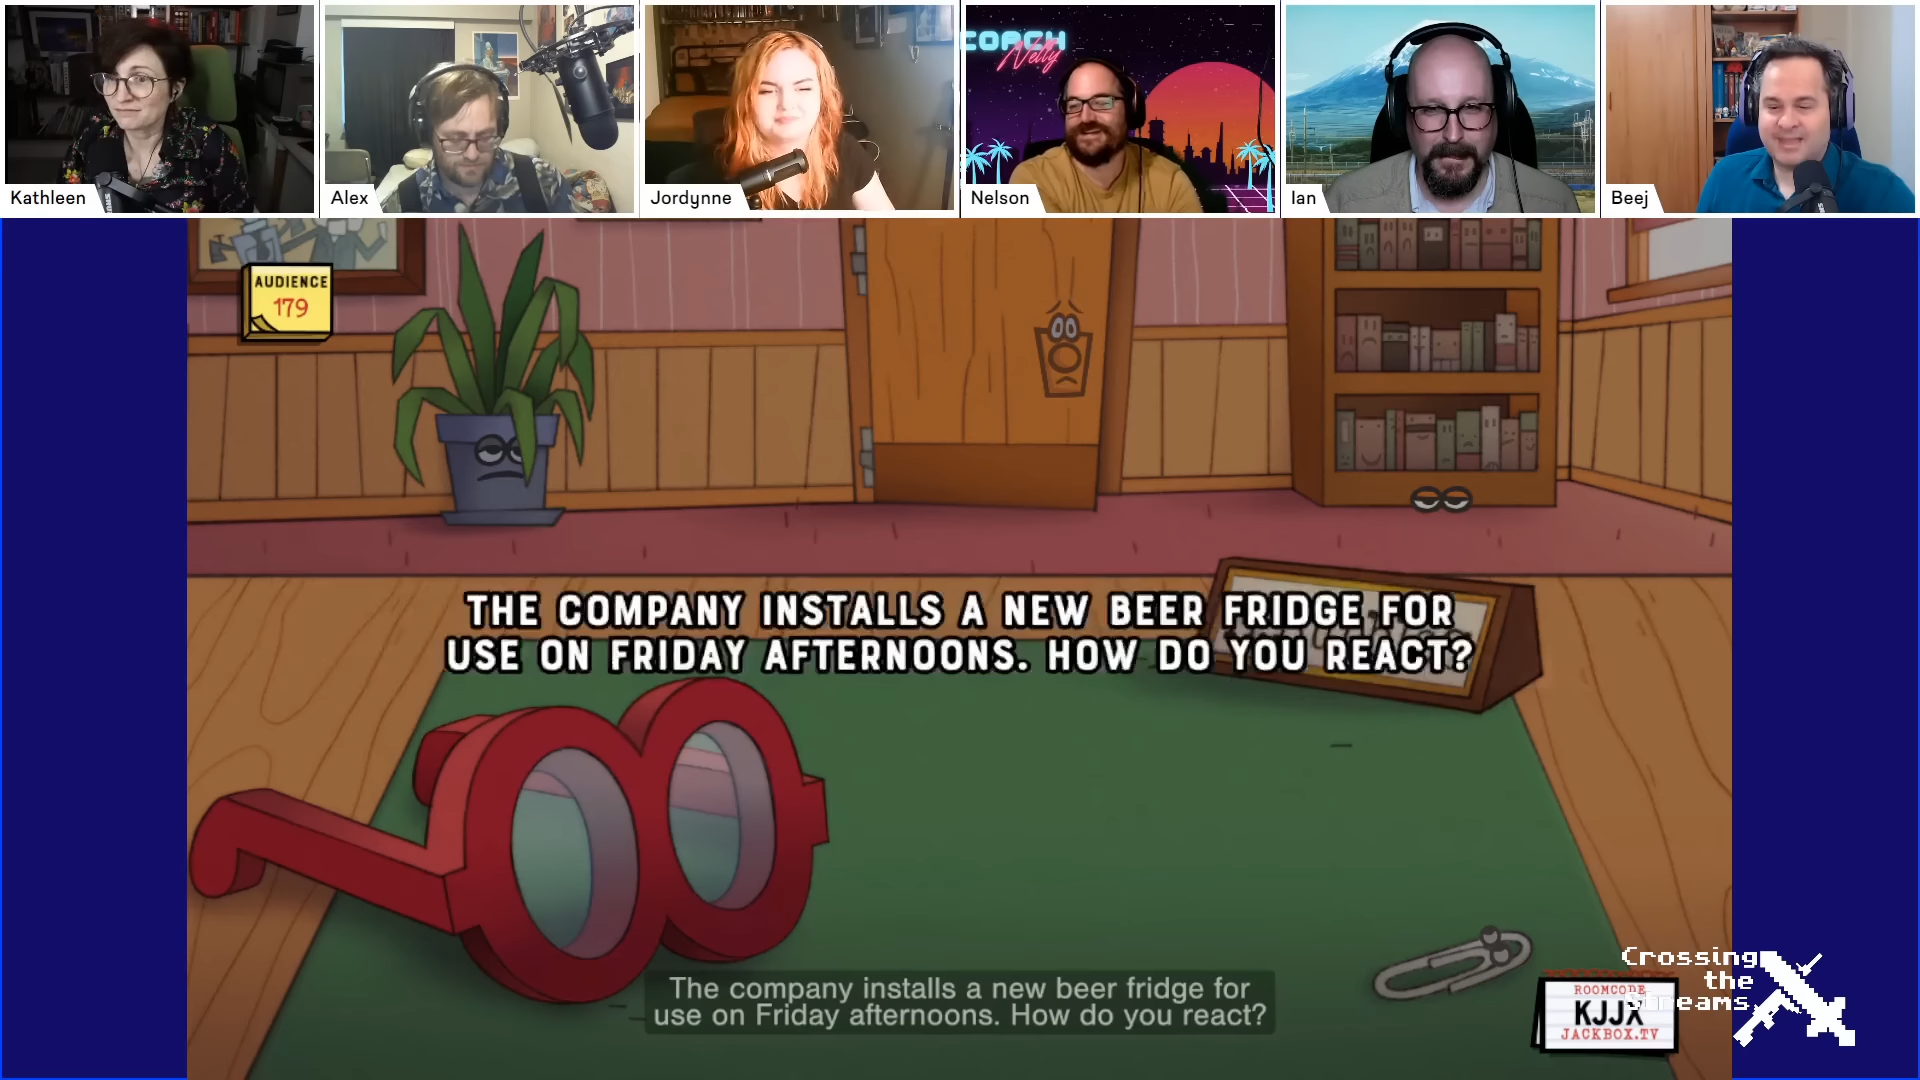 COACH
Nelly
Kathleen
Alex
Jordynne
Nelson
Ian
Beej
AUDIENCE
179
THE COMPANY INSTALLS A NEW BEER FRIDGE FOR
USE ON FRIDAY AFTERNOONS. HOW DO YOU REACT?
The company installs a new beer fridge for
use on Friday afternoons. How do you react?
Crossing
the
Streams
ROOMCODE
KJJX
JACKBOX.TV